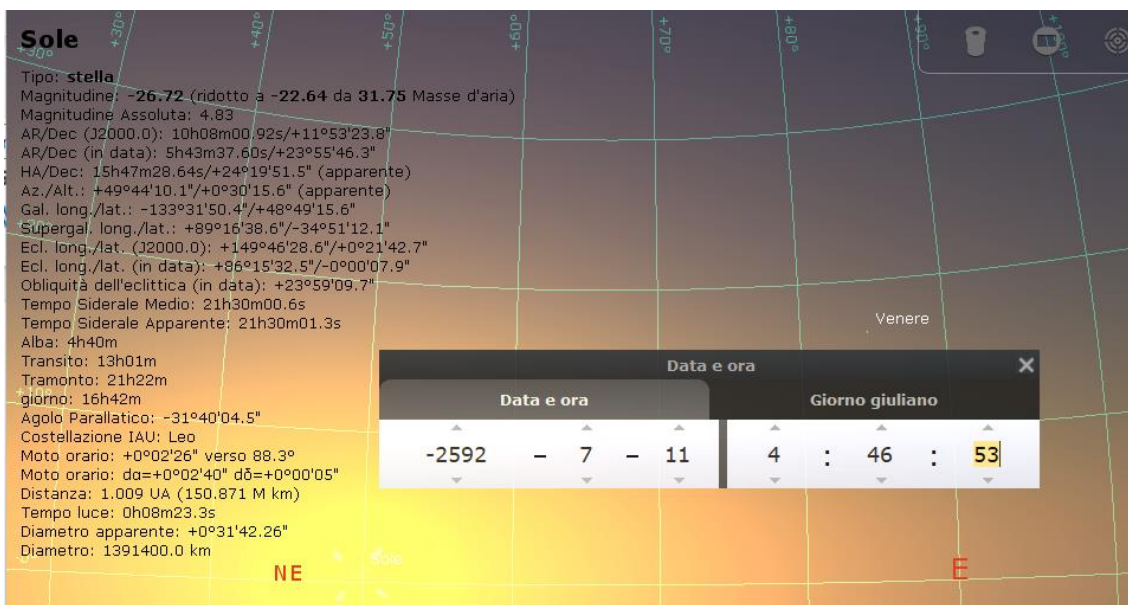 Sole
Tipo: stella
Magnitudine: -26.72 (ridotto a -22.64 da 31.75 Masse d'aria)
Magnitudine Assoluta: 4.83
AR/Dec (J2000.0): 10h08m00.92s/+11°53'23.8"
AR/Dec (in data): 5h43m37.60s/+23°55'46.3"
HA/Dec: 15h47m28.64s/+24°19'51.5" (apparente)
Az./Alt.: +49°44'10.1"/+0°30'15.6" (apparente)
Gal. long./lat.: -133°31'50.4"/+48°49'15.6"
Supergal. long./lat.: +89°16'38.6"/-34°51'12.1"
Ecl. long./lat. (J2000.0): +149°46'28.6"/+0°21'42.7"
Ecl. long./lat. (in data): +86°15'32.5"/-0°00'07.9"
Obliquità dell'eclittica (in data): +23°59'09.7"
Tempo Siderale Medio: 21h30m00.6s
Tempo Siderale Apparente: 21h30m01.3s
Alba: 4h40m
Transito: 13h01m
Tramonto: 21h22m
giorno: 16h42m
Agolo Parallatico: -31°40'04.5"
Costellazione IAU: Leo
Moto orario: +0°02'26" verso 88.3°
Moto orario: dα=+0°02'40" dδ=+0°00'05"
Distanza: 1.009 UA (150.871 M km)
Tempo luce: 0h08m23.3s
Diametro apparente: +0°31'42.26"
Diametro: 1391400.0 km
+30°
+40°
+50°
+60°
+70°
+80°
+90°
+30°
+10°
Venere
Data e ora
Data e ora Giorno giuliano
-2592 – 7 – 11 4 : 46 : 53
Sole
NE E